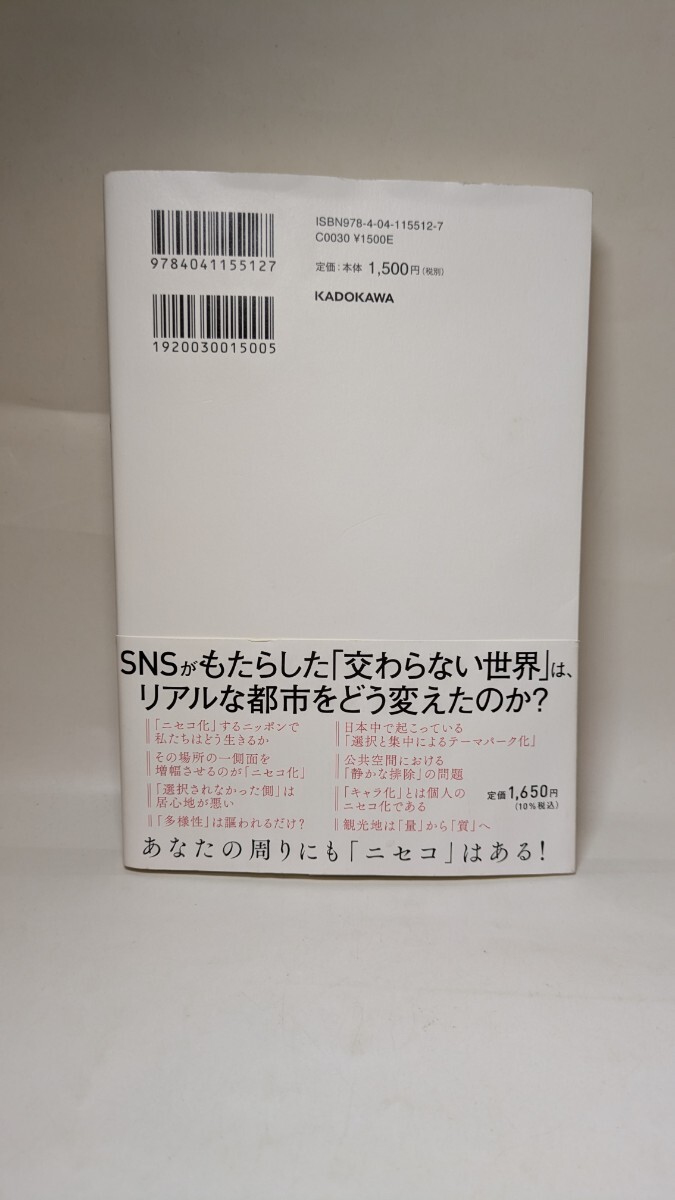 ISBN978-4-04-115512-7
C0030 ¥1500E
9784041155127
定価:本体 1,500円(税別)
KADOKAWA
1920030015005
SNSがもたらした「交わらない世界」は、
リアルな都市をどう変えたのか?
「ニセコ化」するニッポンで
私たちはどう生きるか
その場所の一側面を
増幅させるのが「ニセコ化」
「選択されなかった側」は
居心地が悪い
「多様性」は謳われるだけ?
日本中で起こっている
「選択と集中によるテーマパーク化」
公共空間における
「静かな排除」の問題
「キャラ化」とは個人の
ニセコ化である
観光地は「量」から「質」へ
定価1,650円
(10%税込)
あなたの周りにも「ニセコ」はある!